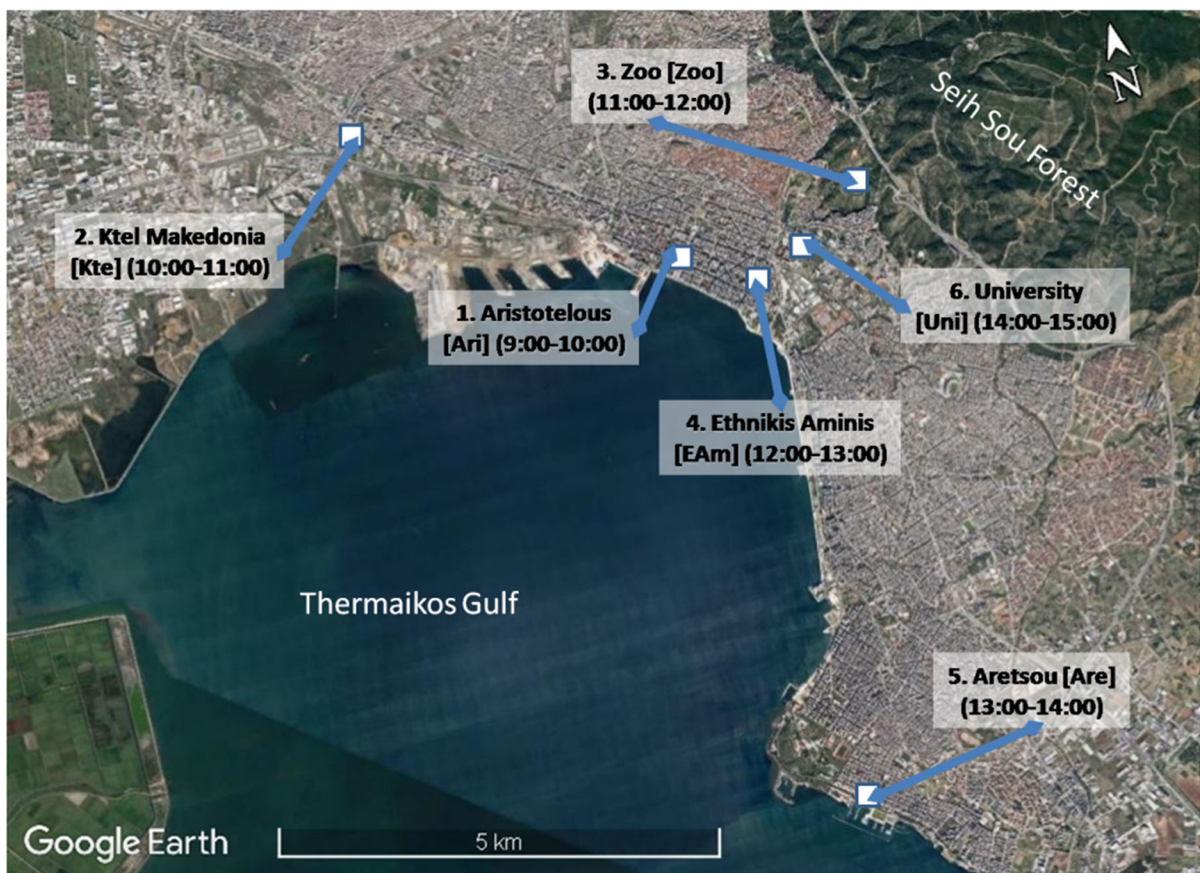 3. Zoo [Zoo]
(11:00-12:00)
N
Seih Sou Forest
2. Ktel Makedonia
[Kte] (10:00-11:00)
1. Aristotelous
[Ari] (9:00-10:00)
6. University
[Uni] (14:00-15:00)
4. Ethnikis Aminis
[EAm] (12:00-13:00)
Thermaikos Gulf
5. Aretsou [Are]
(13:00-14:00)
Google Earth
5 km